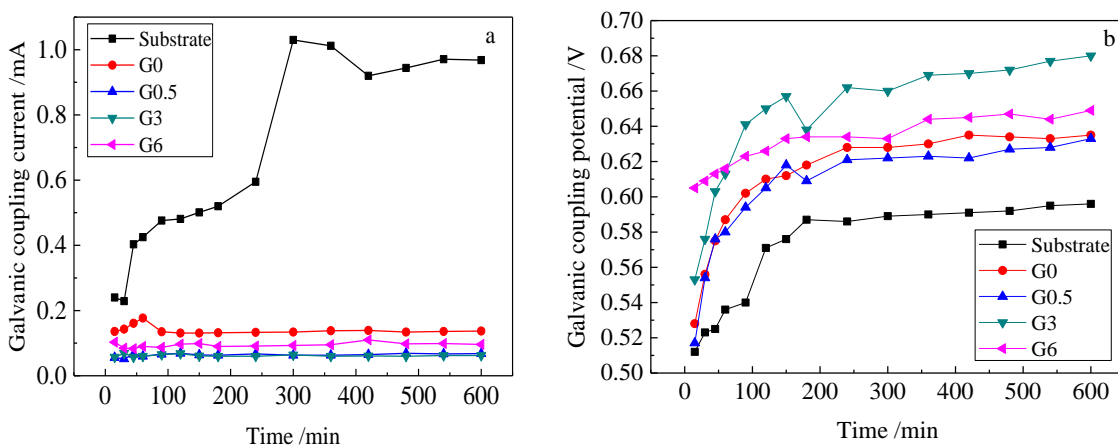 a
Substrate
G0
G0.5
G3
G6
Galvanic coupling current /mA
1.0
0.8
0.6
0.4
0.2
0.0
0 100 200 300 400 500 600
Time /min
b
Galvanic coupling potential /V
0.70
0.68
0.66
0.64
0.62
0.60
0.58
0.56
0.54
0.52
0.50
Substrate
G0
G0.5
G3
G6
0 100 200 300 400 500 600
Time /min